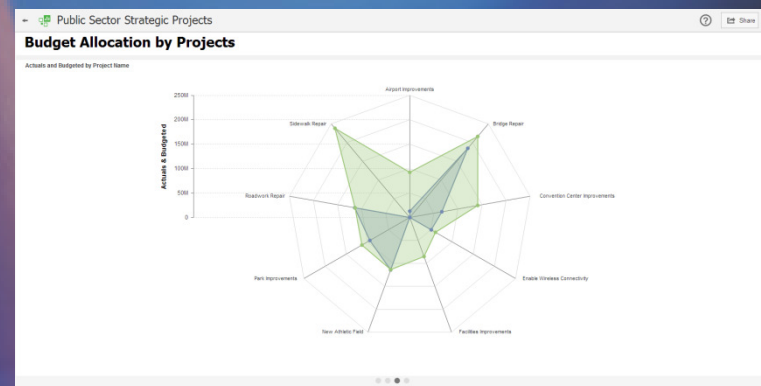 Public Sector Strategic Projects
Share
Budget Allocation by Projects
Actuals and Budgeted by Project Name
Airport Improvements
250M
200M
150M
100M
50M
0
Actuals & Budgeted
Sidewalk Repair
Bridge Repair
Roadwork Repair
Convention Center Improvements
Park Improvements
Enable Wireless Connectivity
New Athletic Field
Facilities Improvements